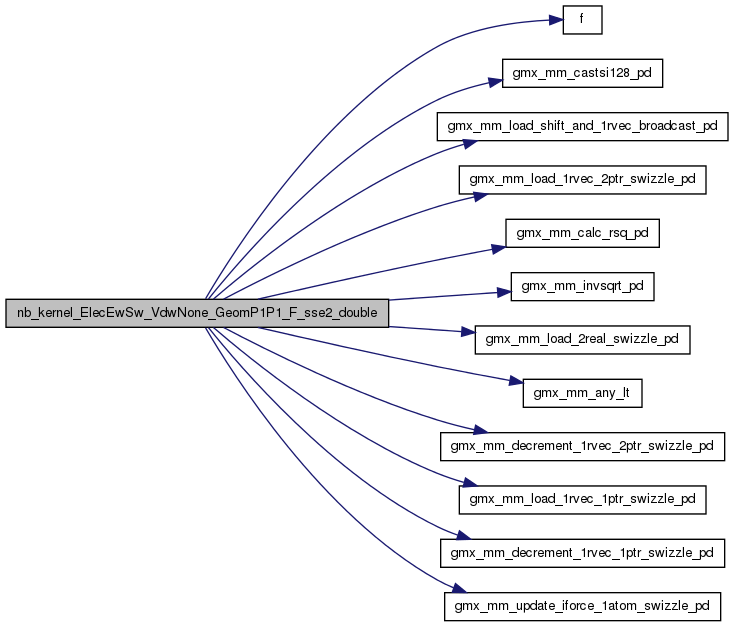 f
gmx_mm_castsi128_pd
gmx_mm_load_shift_and_1rvec_broadcast_pd
gmx_mm_load_1rvec_2ptr_swizzle_pd
gmx_mm_calc_rsq_pd
gmx_mm_invsqrt_pd
nb_kernel_ElecEwSw_VdwNone_GeomP1P1_F_sse2_double
gmx_mm_load_2real_swizzle_pd
gmx_mm_any_lt
gmx_mm_decrement_1rvec_2ptr_swizzle_pd
gmx_mm_load_1rvec_1ptr_swizzle_pd
gmx_mm_decrement_1rvec_1ptr_swizzle_pd
gmx_mm_update_iforce_1atom_swizzle_pd